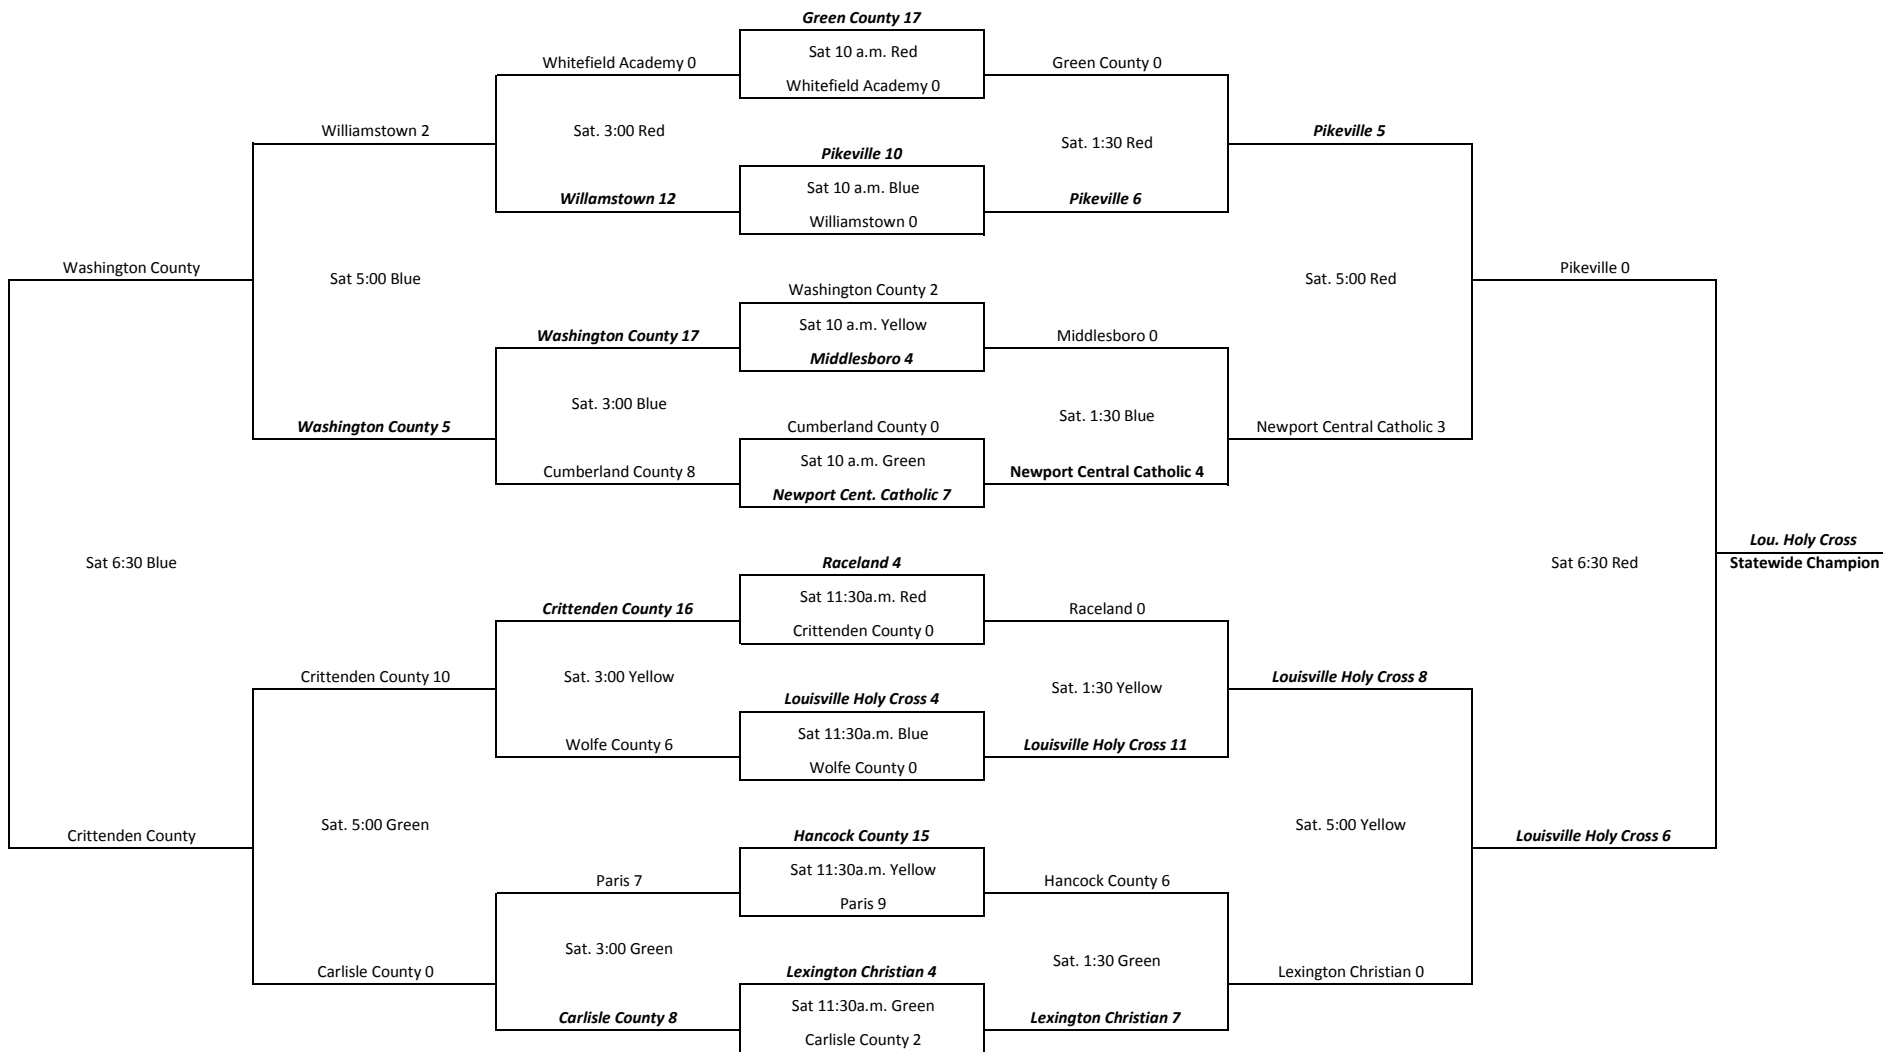 Green County 17
Sat 10 a.m. Red
Whitefield Academy 0
Green County 0
Whitefield Academy 0
Williamstown 2
Sat. 3:00 Red
Sat. 1:30 Red
Pikeville 5
Pikeville 10
Sat 10 a.m. Blue
Willamstown 12
Pikeville 6
Williamstown 0
Washington County
Sat 5:00 Blue
Sat. 5:00 Red
Pikeville 0
Washington County 2
Sat 10 a.m. Yellow
Washington County 17
Middlesboro 0
Middlesboro 4
Sat. 3:00 Blue
Sat. 1:30 Blue
Washington County 5
Cumberland County 0
Newport Central Catholic 3
Sat 10 a.m. Green
Cumberland County 8
Newport Central Catholic 4
Newport Cent. Catholic 7
Lou. Holy Cross
Sat 6:30 Blue
Raceland 4
Sat 6:30 Red
Statewide Champion
Sat 11:30a.m. Red
Crittenden County 16
Raceland 0
Crittenden County 0
Crittenden County 10
Sat. 3:00 Yellow
Sat. 1:30 Yellow
Louisville Holy Cross 8
Louisville Holy Cross 4
Sat 11:30a.m. Blue
Wolfe County 6
Louisville Holy Cross 11
Wolfe County 0
Sat. 5:00 Green
Sat. 5:00 Yellow
Crittenden County
Hancock County 15
Louisville Holy Cross 6
Sat 11:30a.m. Yellow
Paris 7
Hancock County 6
Paris 9
Sat. 3:00 Green
Sat. 1:30 Green
Carlisle County 0
Lexington Christian 4
Lexington Christian 0
Sat 11:30a.m. Green
Carlisle County 8
Lexington Christian 7
Carlisle County 2